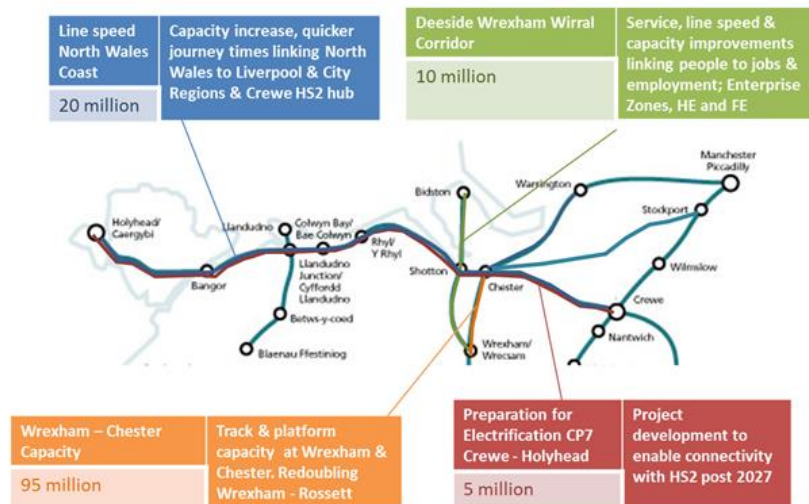 Line speed
North Wales
Coast
20 million
Capacity increase, quicker
journey times linking North
Wales to Liverpool & City
Regions & Crewe HS2 hub
Deeside Wrexham Wirral
Corridor
10 million
Service, line speed &
capacity improvements
linking people to jobs &
employment; Enterprise
Zones, HE and FE
Manchester
Piccadilly
Bidston
Warrington
Stockport
Holyhead/
Caergybi
Llandudno
Colwyn Bay/
Bae Colwyn
Rhyl/
Y Rhyl
Wilmslow
Bangor
Llandudno
Junction/
Cyffordd
Llandudno
Shotton
Chester
Crewe
Betws-y-coed
Nantwich
Blaenau Ffestiniog
Wrexham/
Wrecsam
Wrexham – Chester
Capacity
95 million
Track & platform
capacity at Wrexham &
Chester. Redoubling
Wrexham - Rossett
Preparation for
Electrification CP7
Crewe - Holyhead
5 million
Project
development to
enable connectivity
with HS2 post 2027